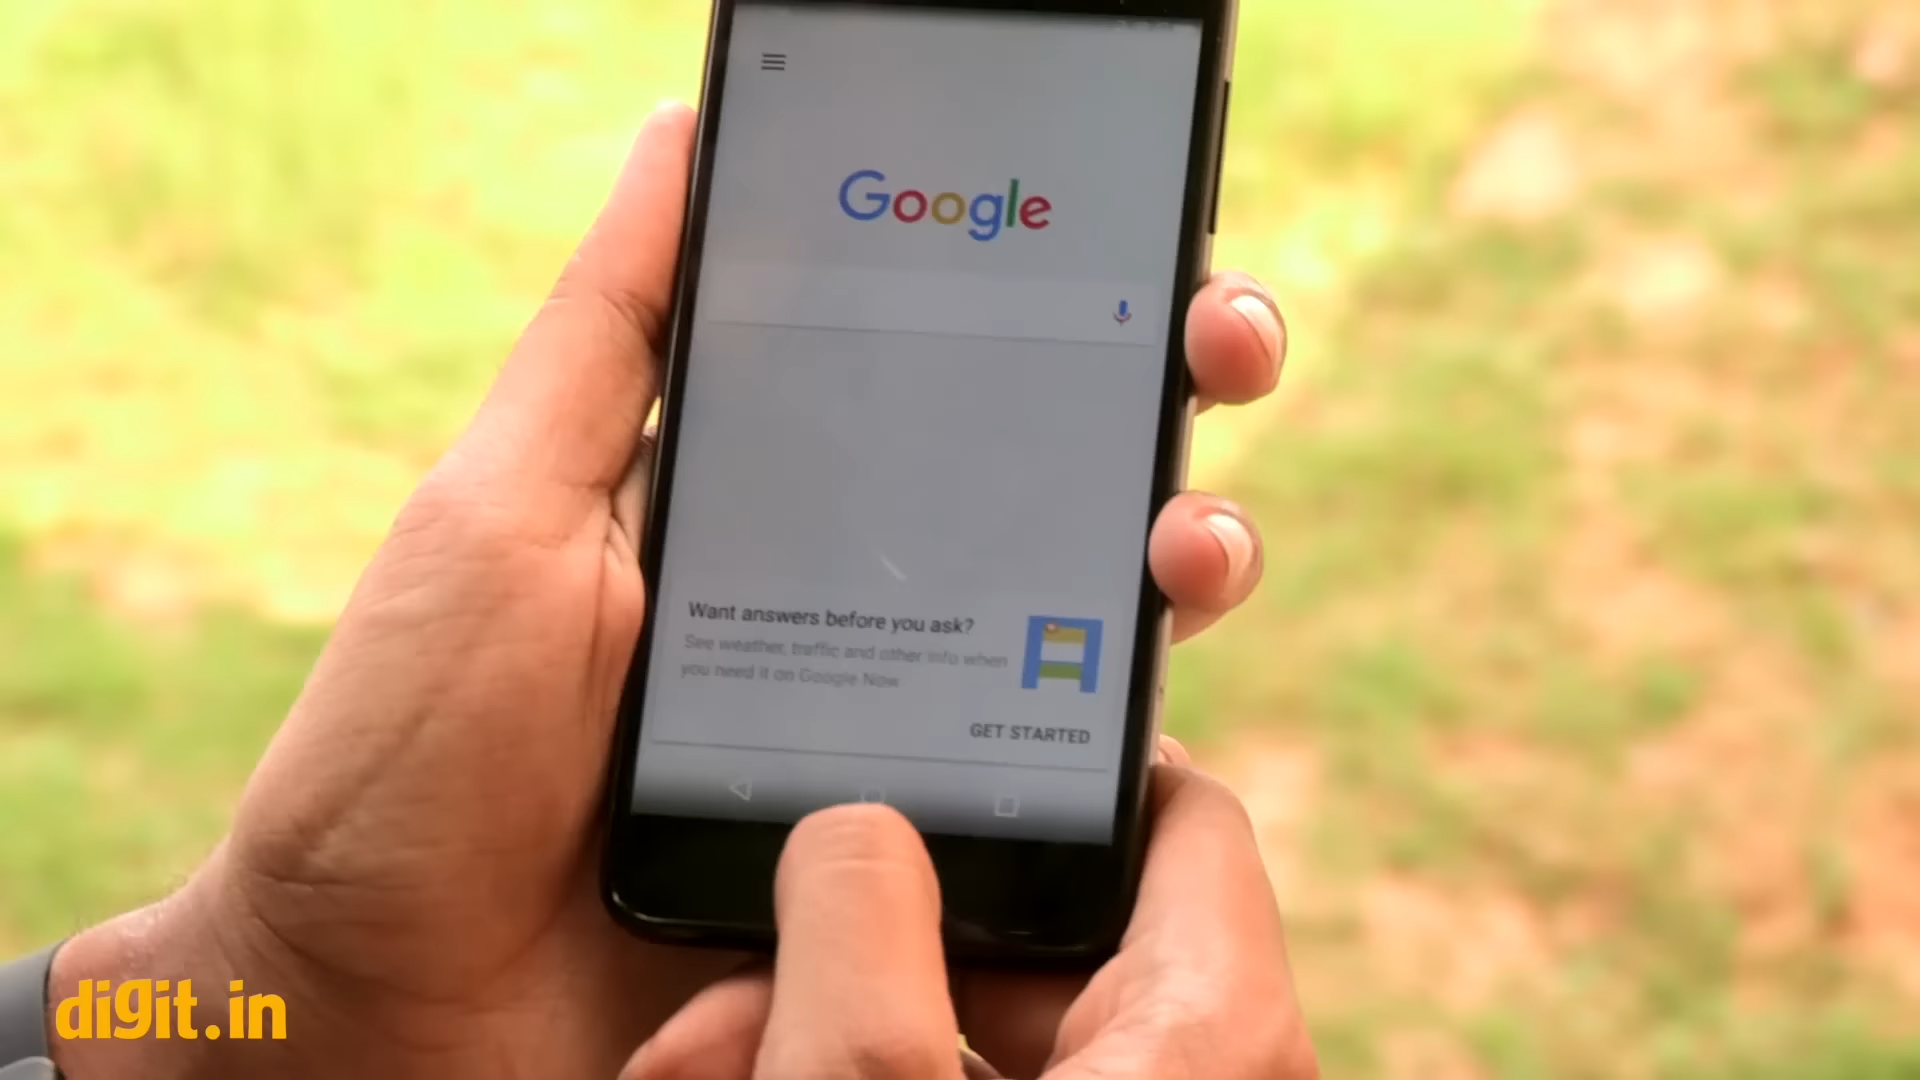 Google
Want answers before you ask?
See weather, traffic and other info when
you need it on Google Now
GET STARTED
digit.in